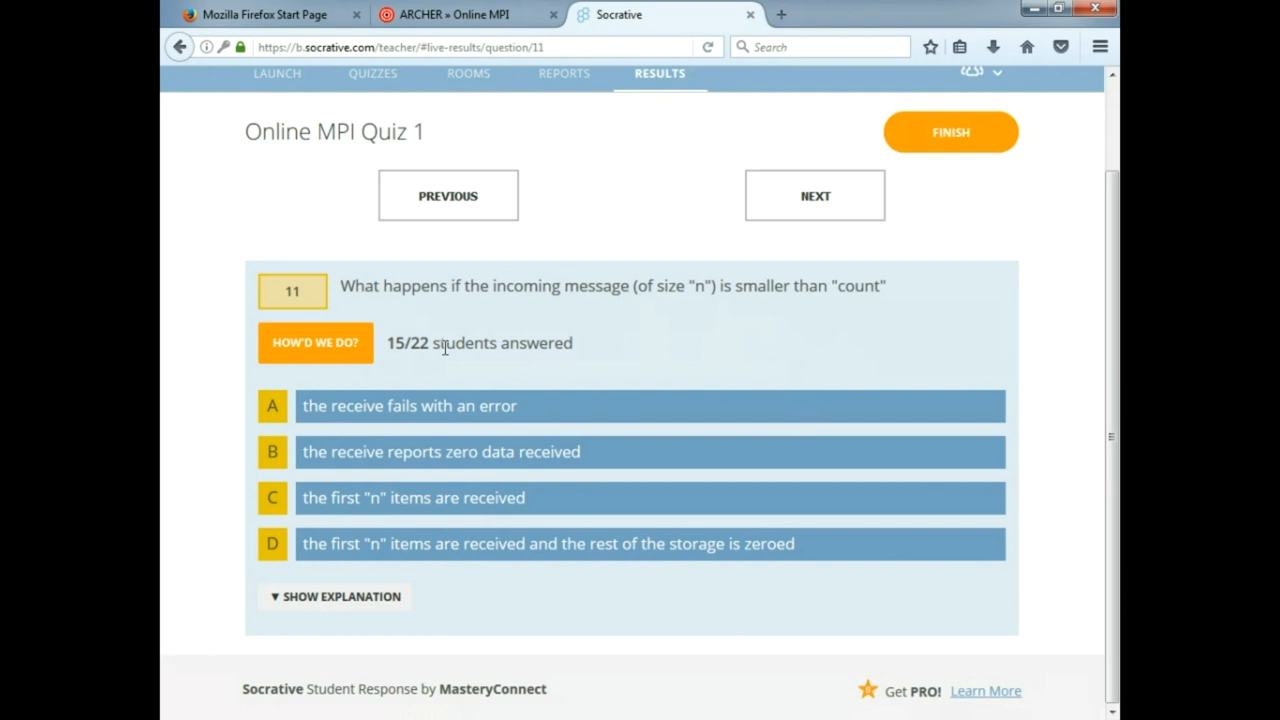 Mozilla Firefox Start Page × ARCHER » Online MPI × Socrative × +
https://b.socrative.com/teacher/#live-results/question/11 Search
LAUNCH QUIZZES ROOMS REPORTS RESULTS
Online MPI Quiz 1
FINISH
PREVIOUS NEXT
11 What happens if the incoming message (of size "n") is smaller than "count"
HOW'D WE DO? 15/22 students answered
A the receive fails with an error
B the receive reports zero data received
C the first "n" items are received
D the first "n" items are received and the rest of the storage is zeroed
▼ SHOW EXPLANATION
Socrative Student Response by MasteryConnect Get PRO! Learn More